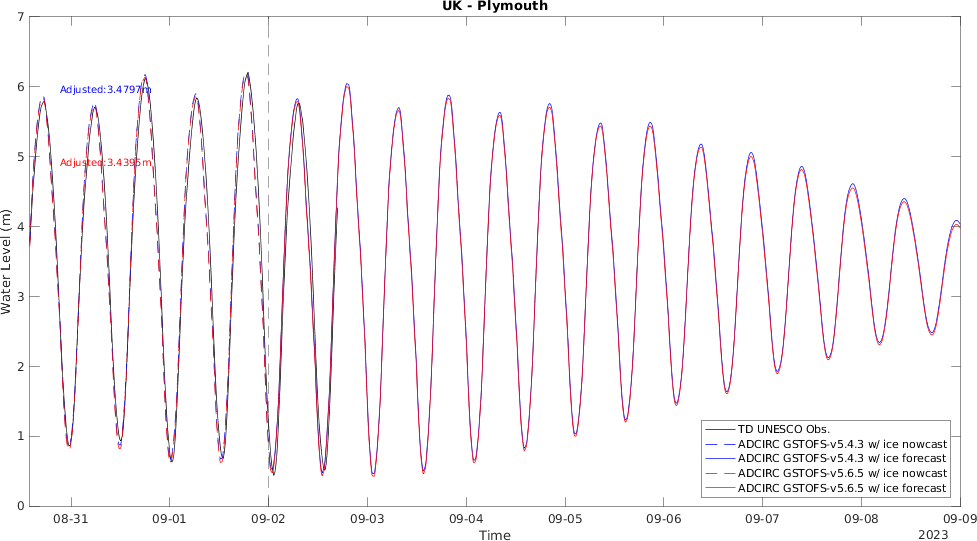 UK - Plymouth
7
6
5
4
3
2
1
0
Water Level (m)
Adjusted:3.4797m
Adjusted:3.4395m
TD UNESCO Obs.
ADCIRC GSTOFS-v5.4.3 w/ ice nowcast
ADCIRC GSTOFS-v5.4.3 w/ ice forecast
ADCIRC GSTOFS-v5.6.5 w/ ice nowcast
ADCIRC GSTOFS-v5.6.5 w/ ice forecast
08-31 09-01 09-02 09-03 09-04 09-05 09-06 09-07 09-08 09-09
Time
2023